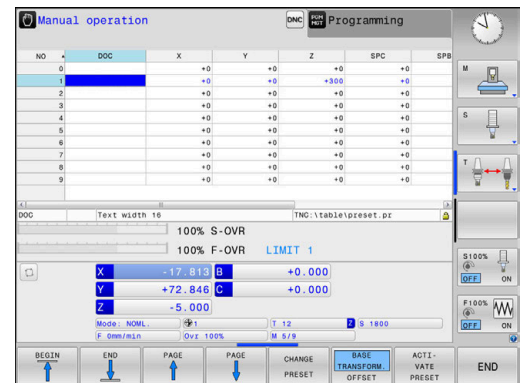 Manual operation DNC PGM MGT Programming
NO DOC X Y Z SPC SPB
0 +0 +0 +0 +0
1 +0 +0 +300 +0
2 +0 +0 +0 +0
3 +0 +0 +0 +0
4 +0 +0 +0 +0
5 +0 +0 +0 +0
6 +0 +0 +0 +0
7 +0 +0 +0 +0
8 +0 +0 +0 +0
9 +0 +0 +0 +0
DOC Text width 16 TNC:\table\preset.pr
100% S-OVR
100% F-OVR LIMIT 1
X -17.813 B +0.000
Y +72.846 C +0.000
Z -5.000
Mode: NOML. 1 T 12 Z S 1800
F 0mm/min Ovr 100% M 5/9
M
S
T
S100%
OFF ON
F100%
OFF ON
BEGIN
END
PAGE
PAGE
CHANGE
PRESET
BASE
TRANSFORM.
OFFSET
ACTI-
VATE
PRESET
END